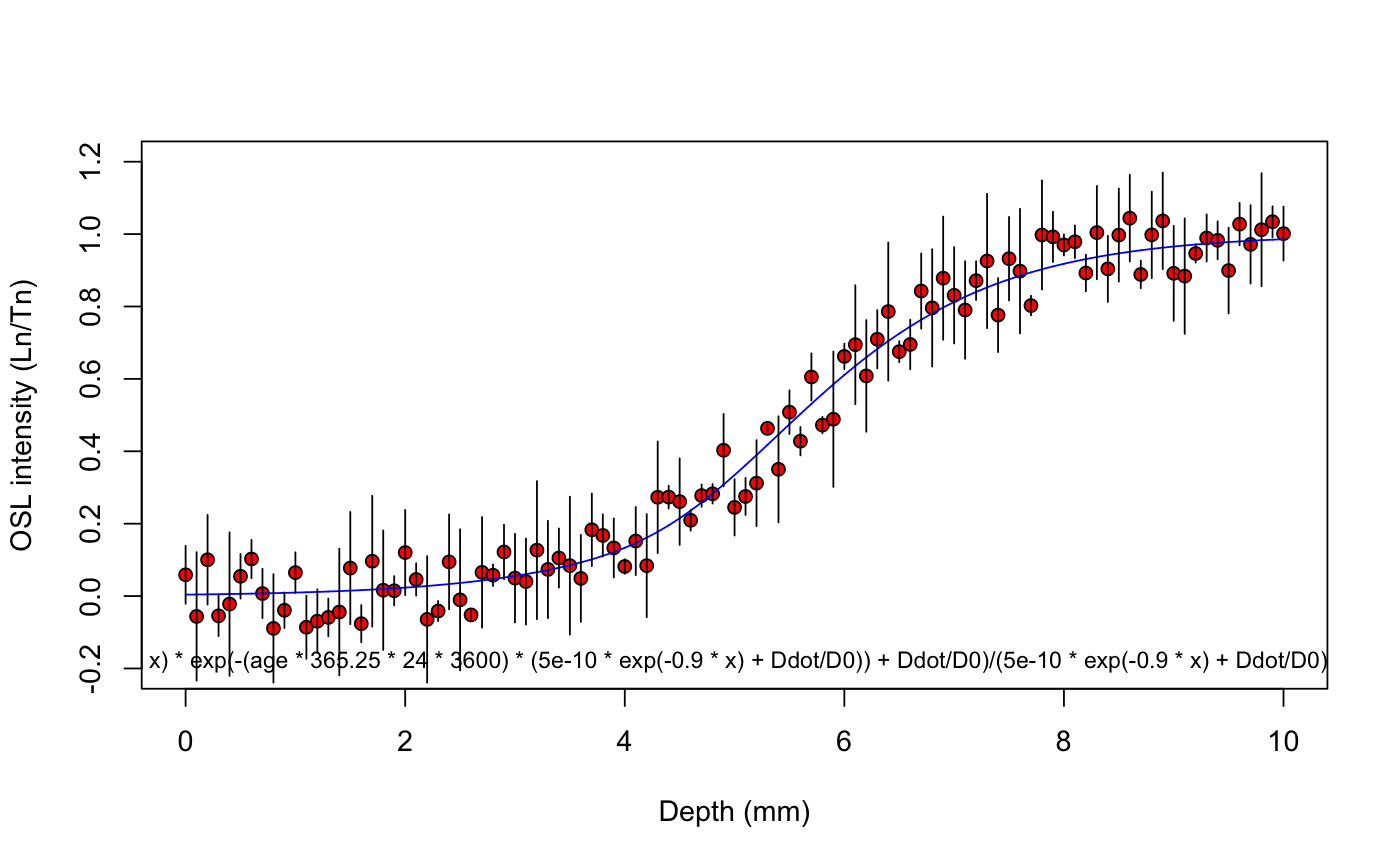 1.2
1.0
0.8
0.6
0.4
0.2
0.0
-0.2
OSL intensity (Ln/Tn)
x) * exp(-(age * 365.25 * 24 * 3600) * (5e-10 * exp(-0.9 * x) + Ddot/D0)) + Ddot/D0)/(5e-10 * exp(-0.9 * x) + Ddot/D0)
0 2 4 6 8 10
Depth (mm)